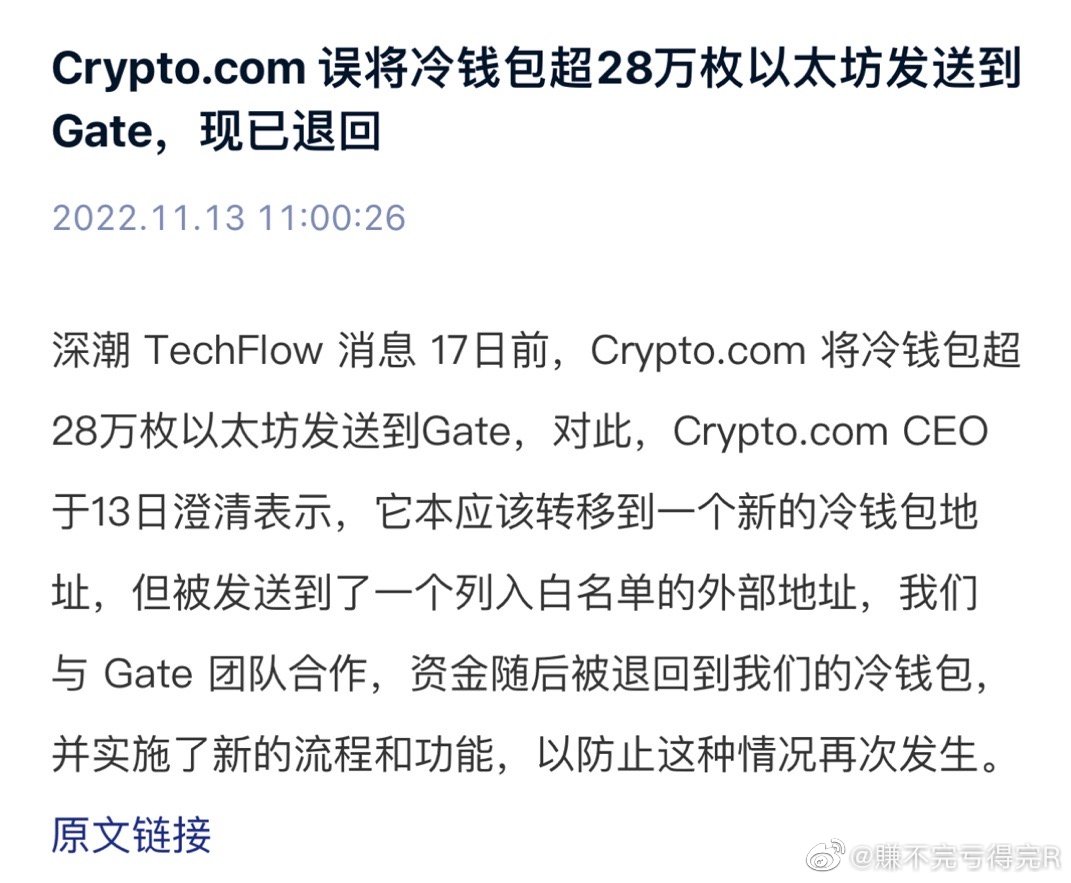 Crypto.com 误将冷钱包超28万枚以太坊发送到
Gate，现已退回
2022.11.13 11:00:26
深潮 TechFlow 消息 17日前，Crypto.com 将冷钱包超
28万枚以太坊发送到Gate，对此，Crypto.com CEO
于13日澄清表示，它本应该转移到一个新的冷钱包地
址，但被发送到了一个列入白名单的外部地址，我们
与 Gate 团队合作，资金随后被退回到我们的冷钱包，
并实施了新的流程和功能，以防止这种情况再次发生。
原文链接
@賺不完亏得完R